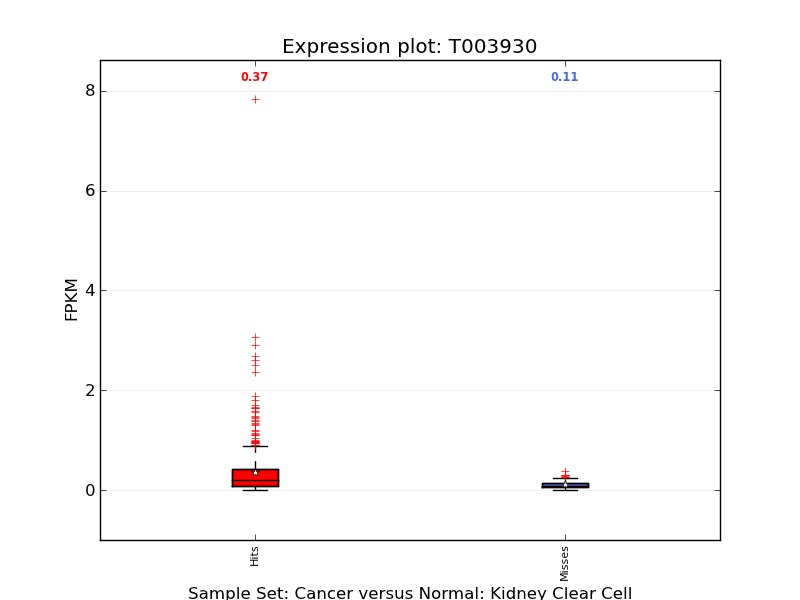 Expression plot: T003930
0.37
0.11
8
6
4
2
0
FPKM
Hits
Misses
Sample Set: Cancer versus Normal: Kidney Clear Cell